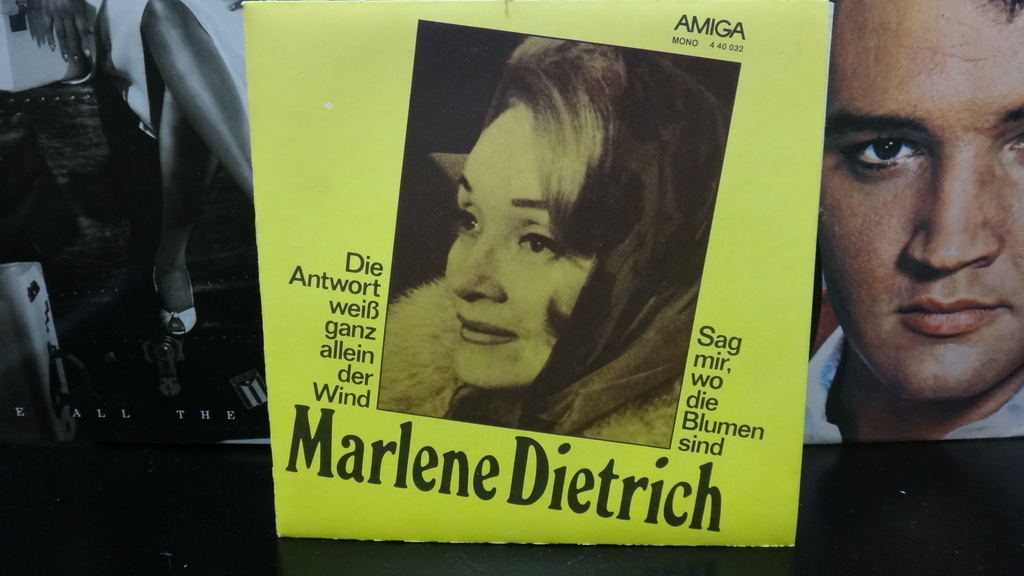 AMIGA
MONO 4 40 032
Die
Antwort
weiß
ganz
allein
der
Wind
Sag
mir,
wo
die
Blumen
sind
Marlene Dietrich
E ALL THE